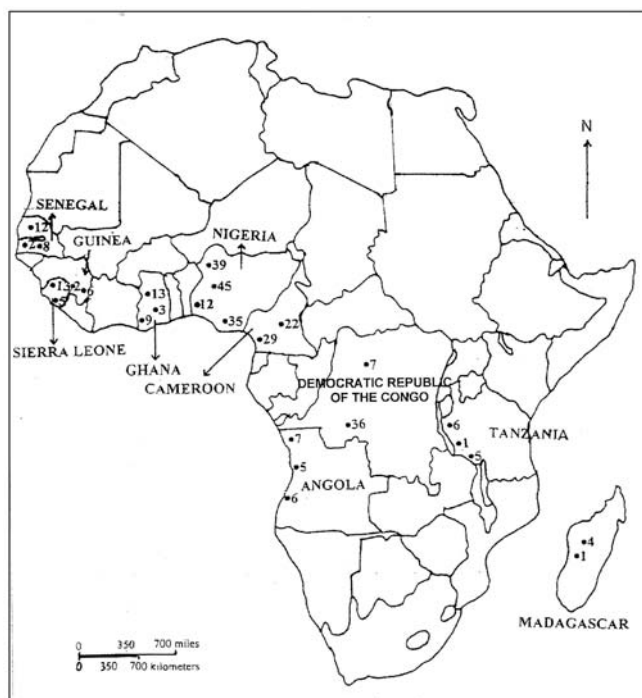 N
SENEGAL
12
2 8
GUINEA
NIGERIA
39
13 2 6
5
13
45
3
12
9
35
22
29
SIERRA LEONE
GHANA
CAMEROON
7
DEMOCRATIC REPUBLIC
OF THE CONGO
36
7
6
1
TANZANIA
5
5
ANGOLA
6
4
1
MADAGASCAR
0 350 700 miles
0 350 700 kilometers